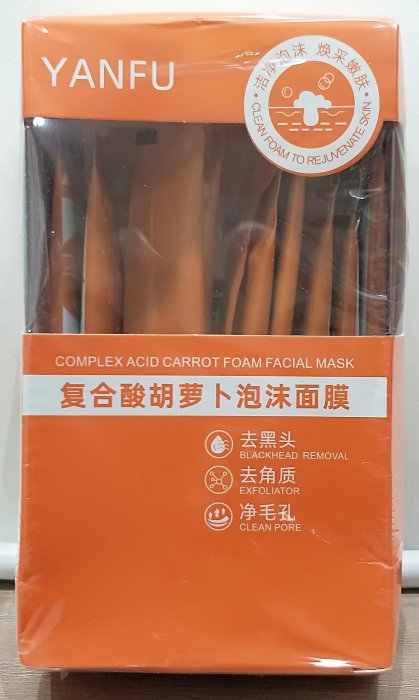 YANFU
·洁净泡沫 焕采嫩肤·
CLEAN FOAM TO REJUVENATE SKIN
COMPLEX ACID CARROT FOAM FACIAL MASK
复合酸胡萝卜泡沫面膜
去黑头
BLACKHEAD REMOVAL
去角质
EXFOLIATOR
净毛孔
CLEAN PORE